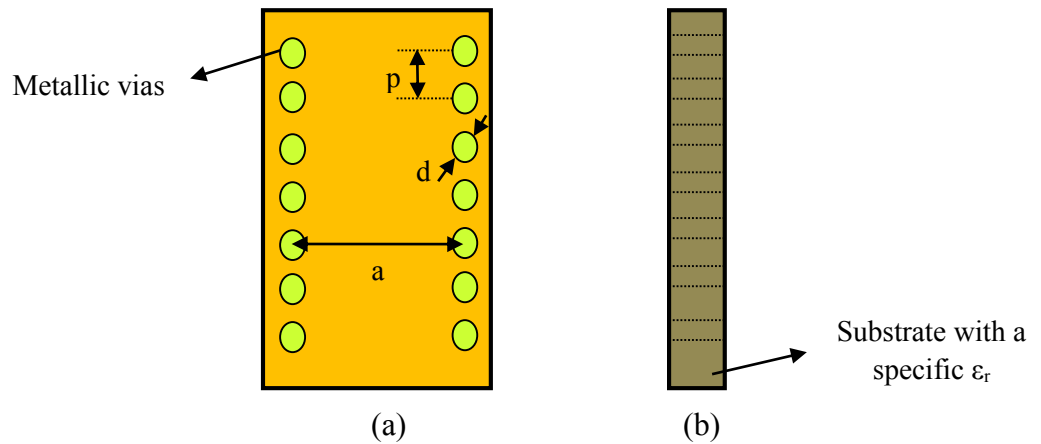 Metallic vias
p
d
a
Substrate with a
specific εr
(a)
(b)